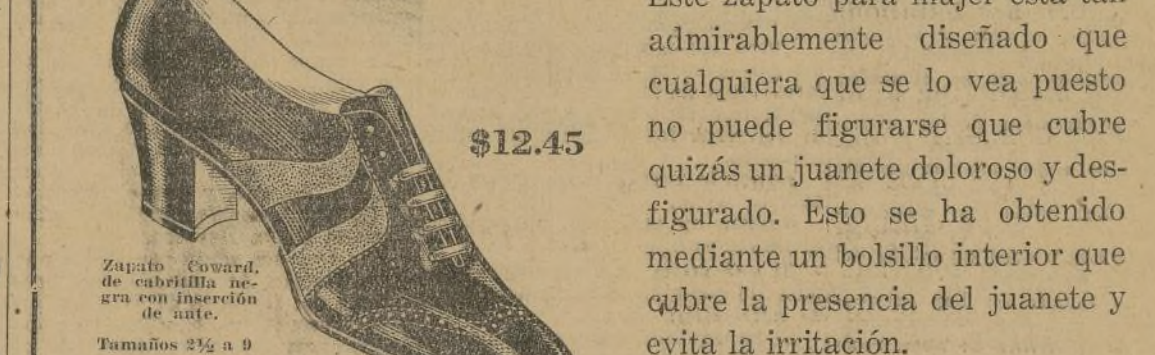 Este zapato para mujer está tan
admirablemente diseñado que
cualquiera que se lo vea puesto
no puede figurarse que cubre
quizás un juanete doloroso y des-
figurado. Esto se ha obtenido
mediante un bolsillo interior que
cubre la presencia del juanete y
evita la irritación.
$12.45
Zapato Coward,
de cabritilla ne-
gra con inserción
de ante.
Tamaños 2½ a 9